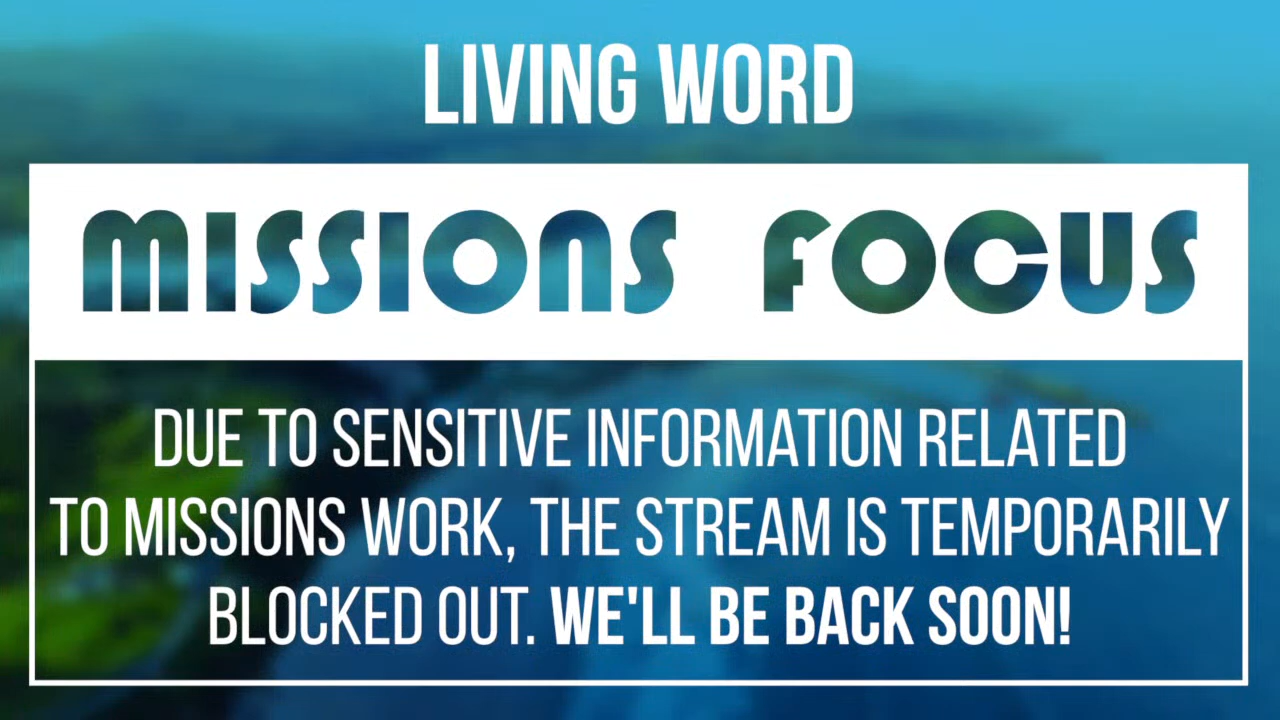 LIVING WORD
MISSIONS FOCUS
DUE TO SENSITIVE INFORMATION RELATED
TO MISSIONS WORK, THE STREAM IS TEMPORARILY
BLOCKED OUT. WE'LL BE BACK SOON!